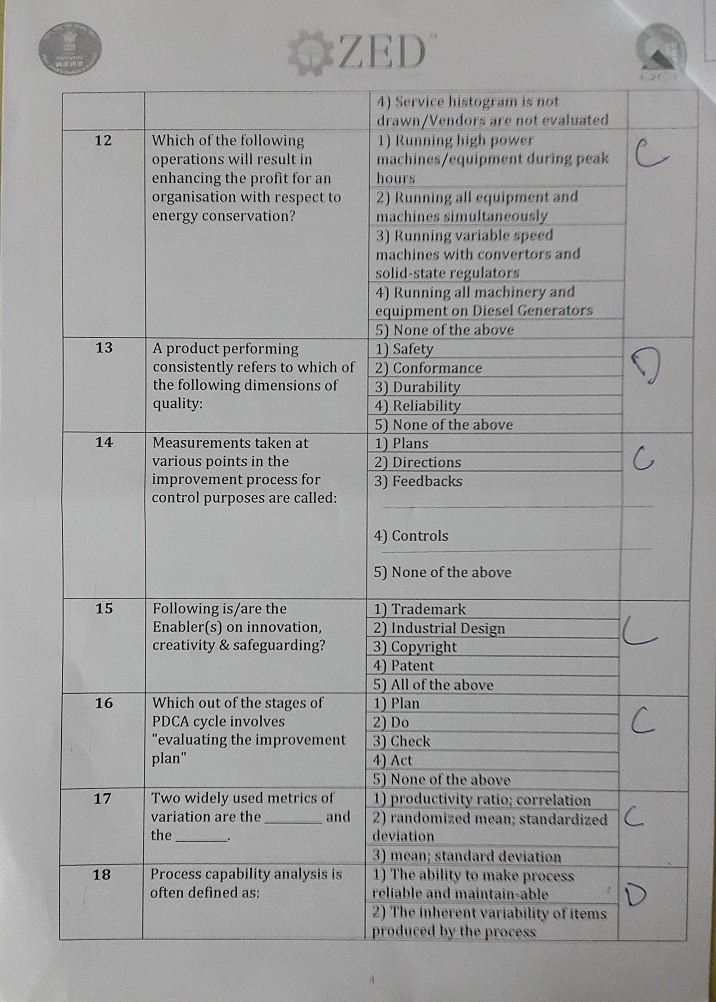 ZED
4) Service histogram is not
drawn/Vendors are not evaluated
12
Which of the following
operations will result in
enhancing the profit for an
organisation with respect to
energy conservation?
1) Running high power
machines/equipment during peak
hours
2) Running all equipment and
machines simultaneously
3) Running variable speed
machines with convertors and
solid-state regulators
4) Running all machinery and
equipment on Diesel Generators
5) None of the above
C
13
A product performing
consistently refers to which of
the following dimensions of
quality:
1) Safety
2) Conformance
3) Durability
4) Reliability
5) None of the above
D
14
Measurements taken at
various points in the
improvement process for
control purposes are called:
1) Plans
2) Directions
3) Feedbacks
4) Controls
5) None of the above
C
15
Following is/are the
Enabler(s) on innovation,
creativity & safeguarding?
1) Trademark
2) Industrial Design
3) Copyright
4) Patent
5) All of the above
C
16
Which out of the stages of
PDCA cycle involves
"evaluating the improvement
plan"
1) Plan
2) Do
3) Check
4) Act
5) None of the above
C
17
Two widely used metrics of
variation are the ________ and
the _______.
1) productivity ratio; correlation
2) randomized mean; standardized
deviation
3) mean; standard deviation
C
18
Process capability analysis is
often defined as:
1) The ability to make process
reliable and maintain-able
2) The inherent variability of items
produced by the process
D
4